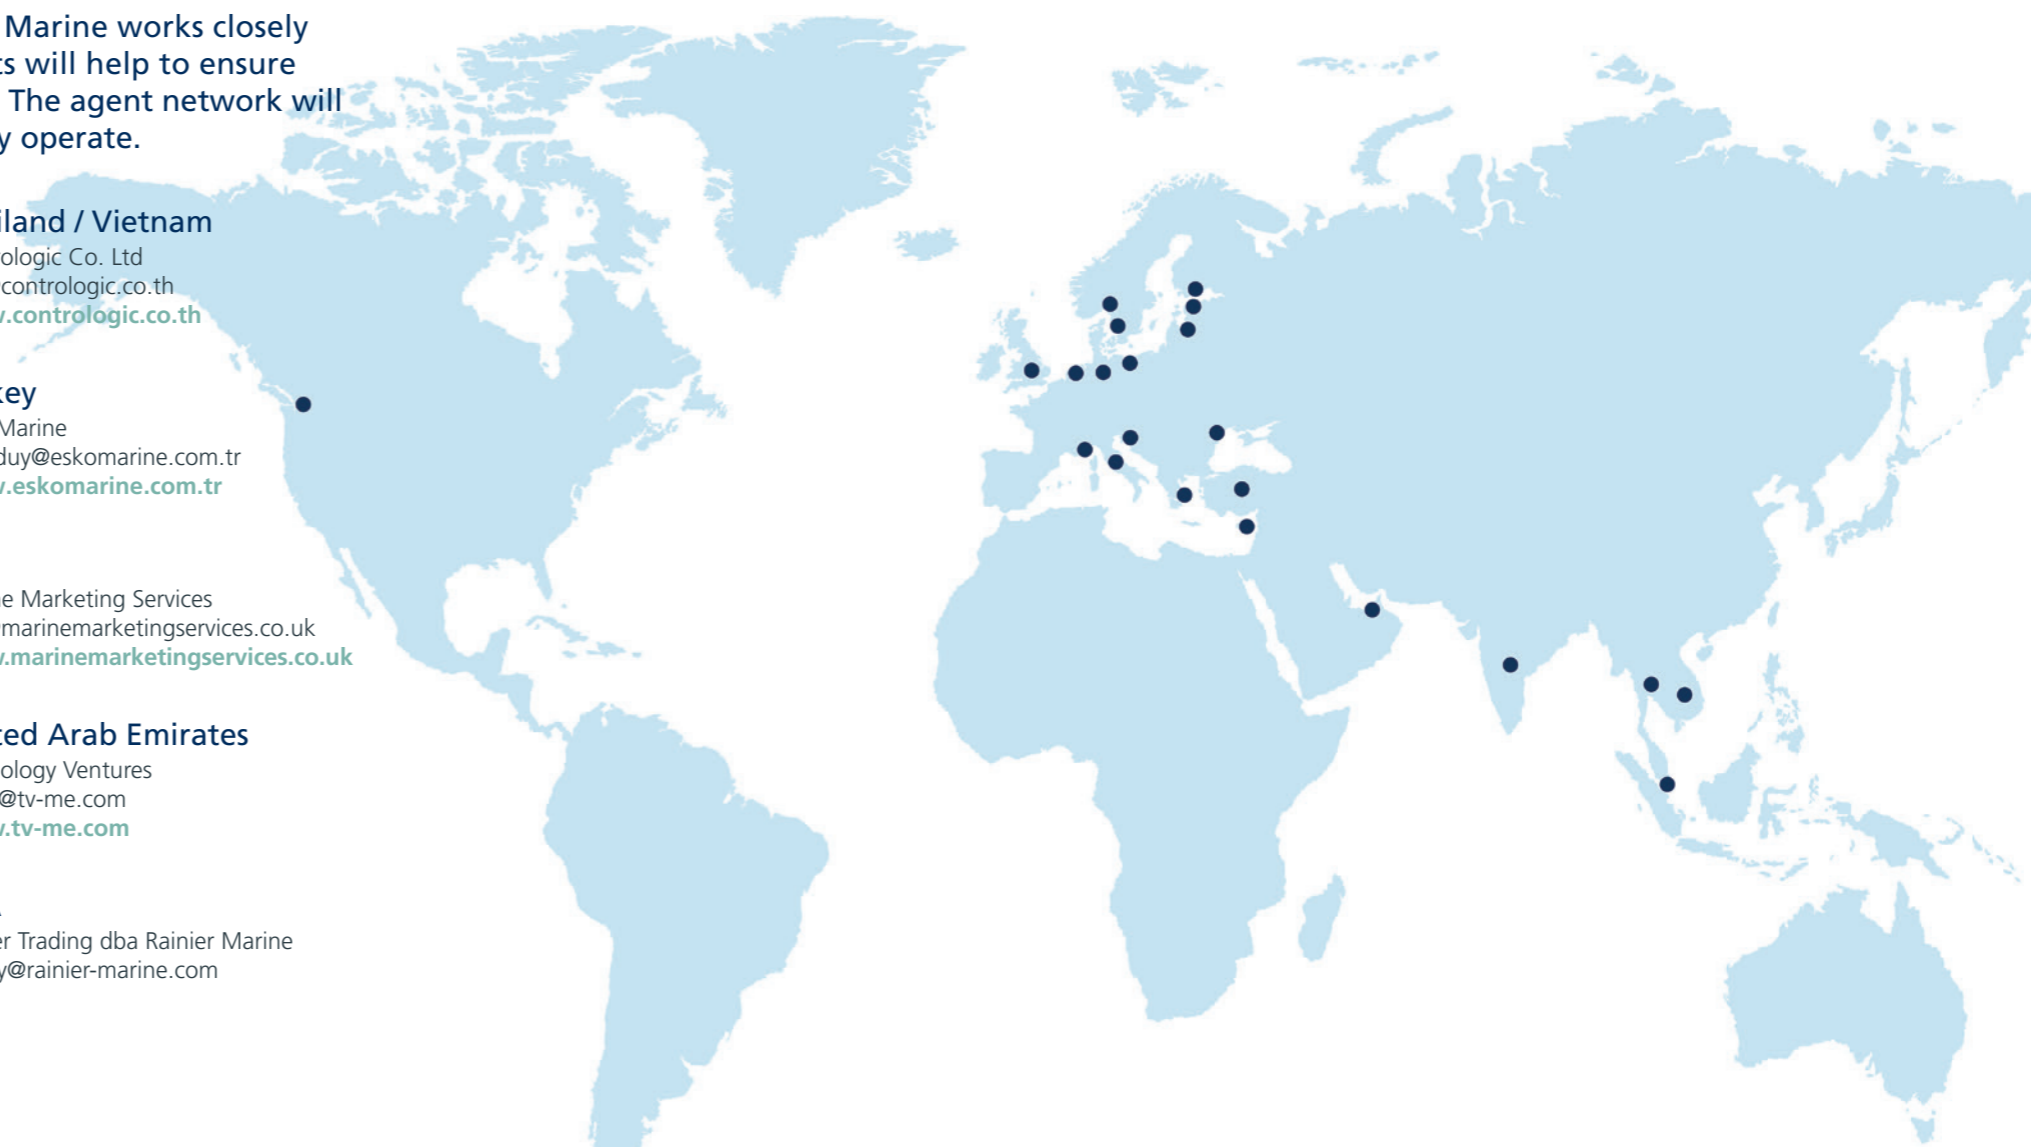 Marine works closely
ts will help to ensure
. The agent network will
y operate.
iland / Vietnam
ologic Co. Ltd
contrologic.co.th
.contrologic.co.th
key
Marine
duy@eskomarine.com.tr
.eskomarine.com.tr
e Marketing Services
marinemarketingservices.co.uk
.marinemarketingservices.co.uk
ted Arab Emirates
ology Ventures
@tv-me.com
.tv-me.com
er Trading dba Rainier Marine
y@rainier-marine.com